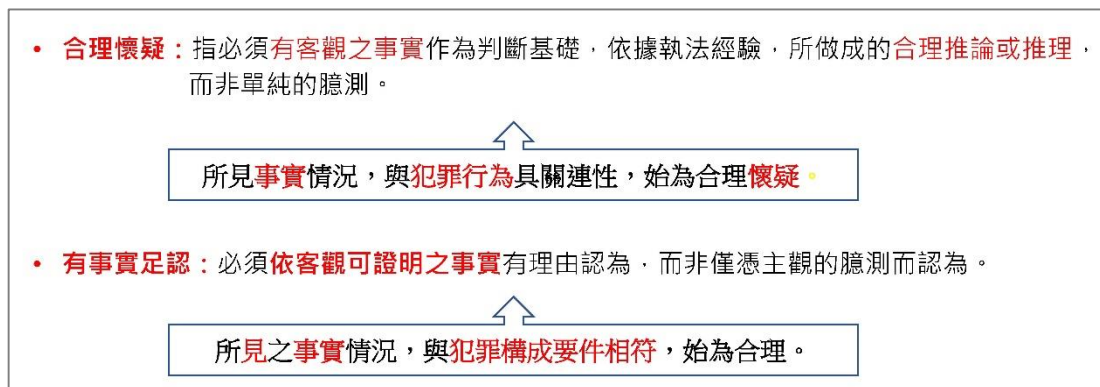 • 合理懷疑：指必須有客觀之事實作為判斷基礎，依據執法經驗，所做成的合理推論或推理，
而非單純的臆測。
所見事實情況，與犯罪行為具關連性，始為合理懷疑。
• 有事實足認：必須依客觀可證明之事實有理由認為，而非僅憑主觀的臆測而認為。
所見之事實情況，與犯罪構成要件相符，始為合理。